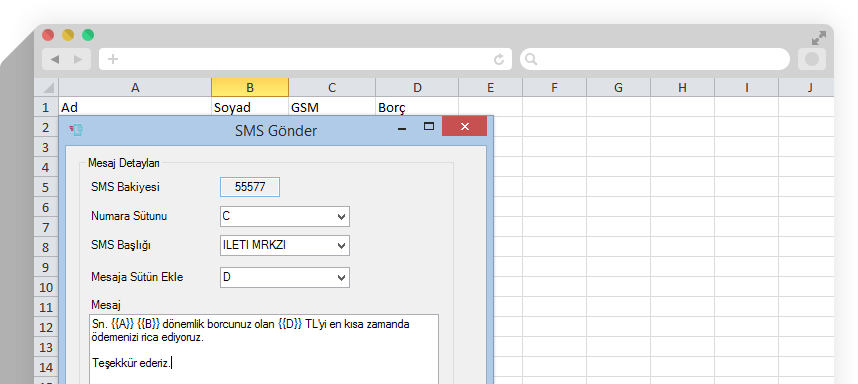 A B C D E F G H I J
1 Ad Soyad GSM Borç
2 SMS Gönder
3
4 Mesaj Detayları
5 SMS Bakiyesi 55577
6 Numara Sütunu C
7
8 SMS Başlığı ILETI MRKZI
9
10 Mesaja Sütün Ekle D
11 Mesaj
12 Sn. {{A}} {{B}} dönemlik borcunuz olan {{D}} TL'yi en kısa zamanda
13 ödemenizi rica ediyoruz.
14 Teşekkür ederiz.